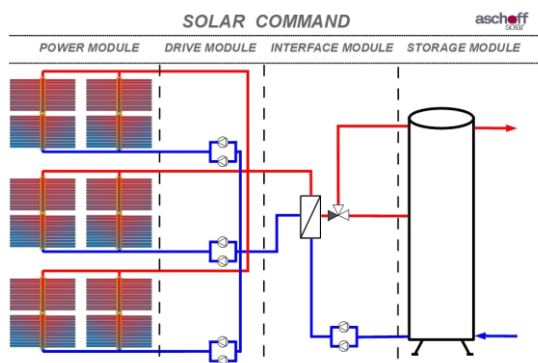 SOLAR COMMAND
aschoff
solar
POWER MODULE
DRIVE MODULE
INTERFACE MODULE
STORAGE MODULE